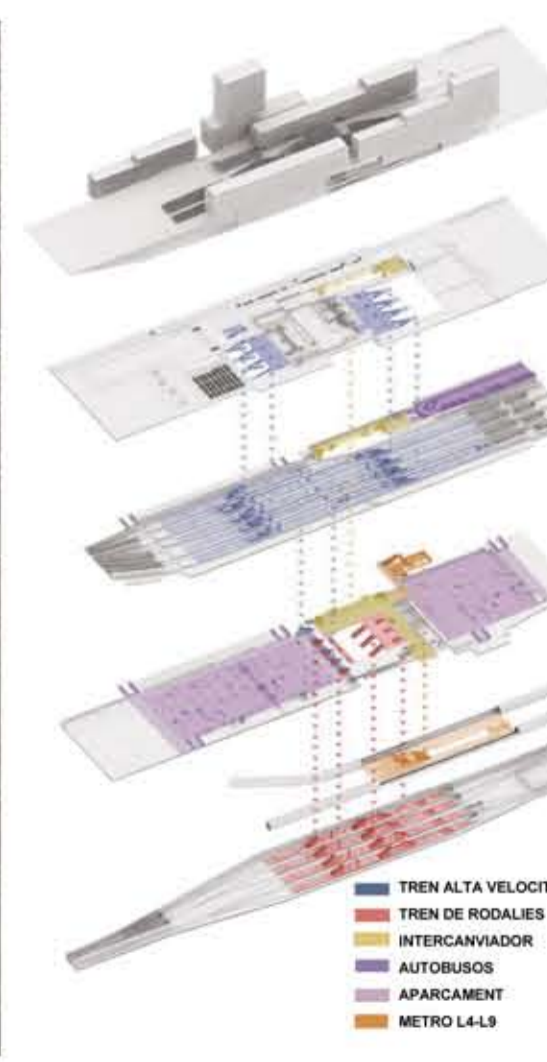 TREN ALTA VELOCIT
TREN DE RODALIES
INTERCANVIADOR
AUTOBUSOS
APARCAMENT
METRO L4-L9